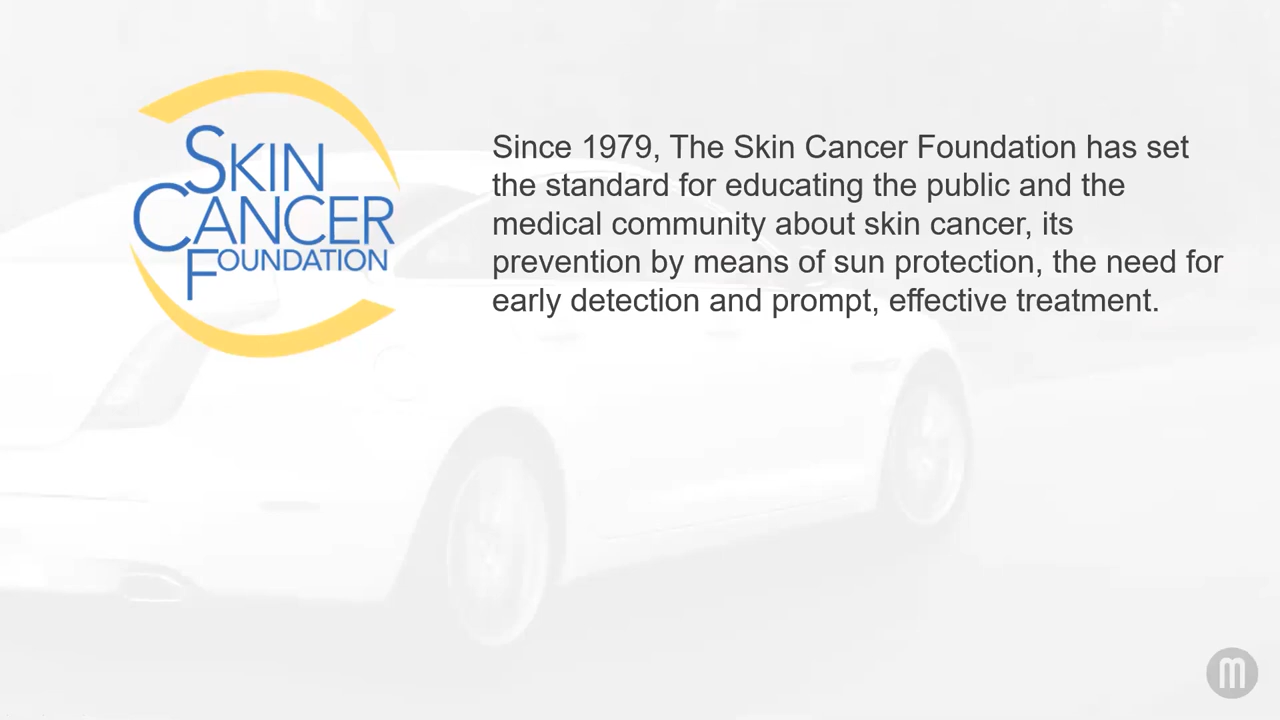 SKIN
CANCER
FOUNDATION
Since 1979, The Skin Cancer Foundation has set
the standard for educating the public and the
medical community about skin cancer, its
prevention by means of sun protection, the need for
early detection and prompt, effective treatment.
m